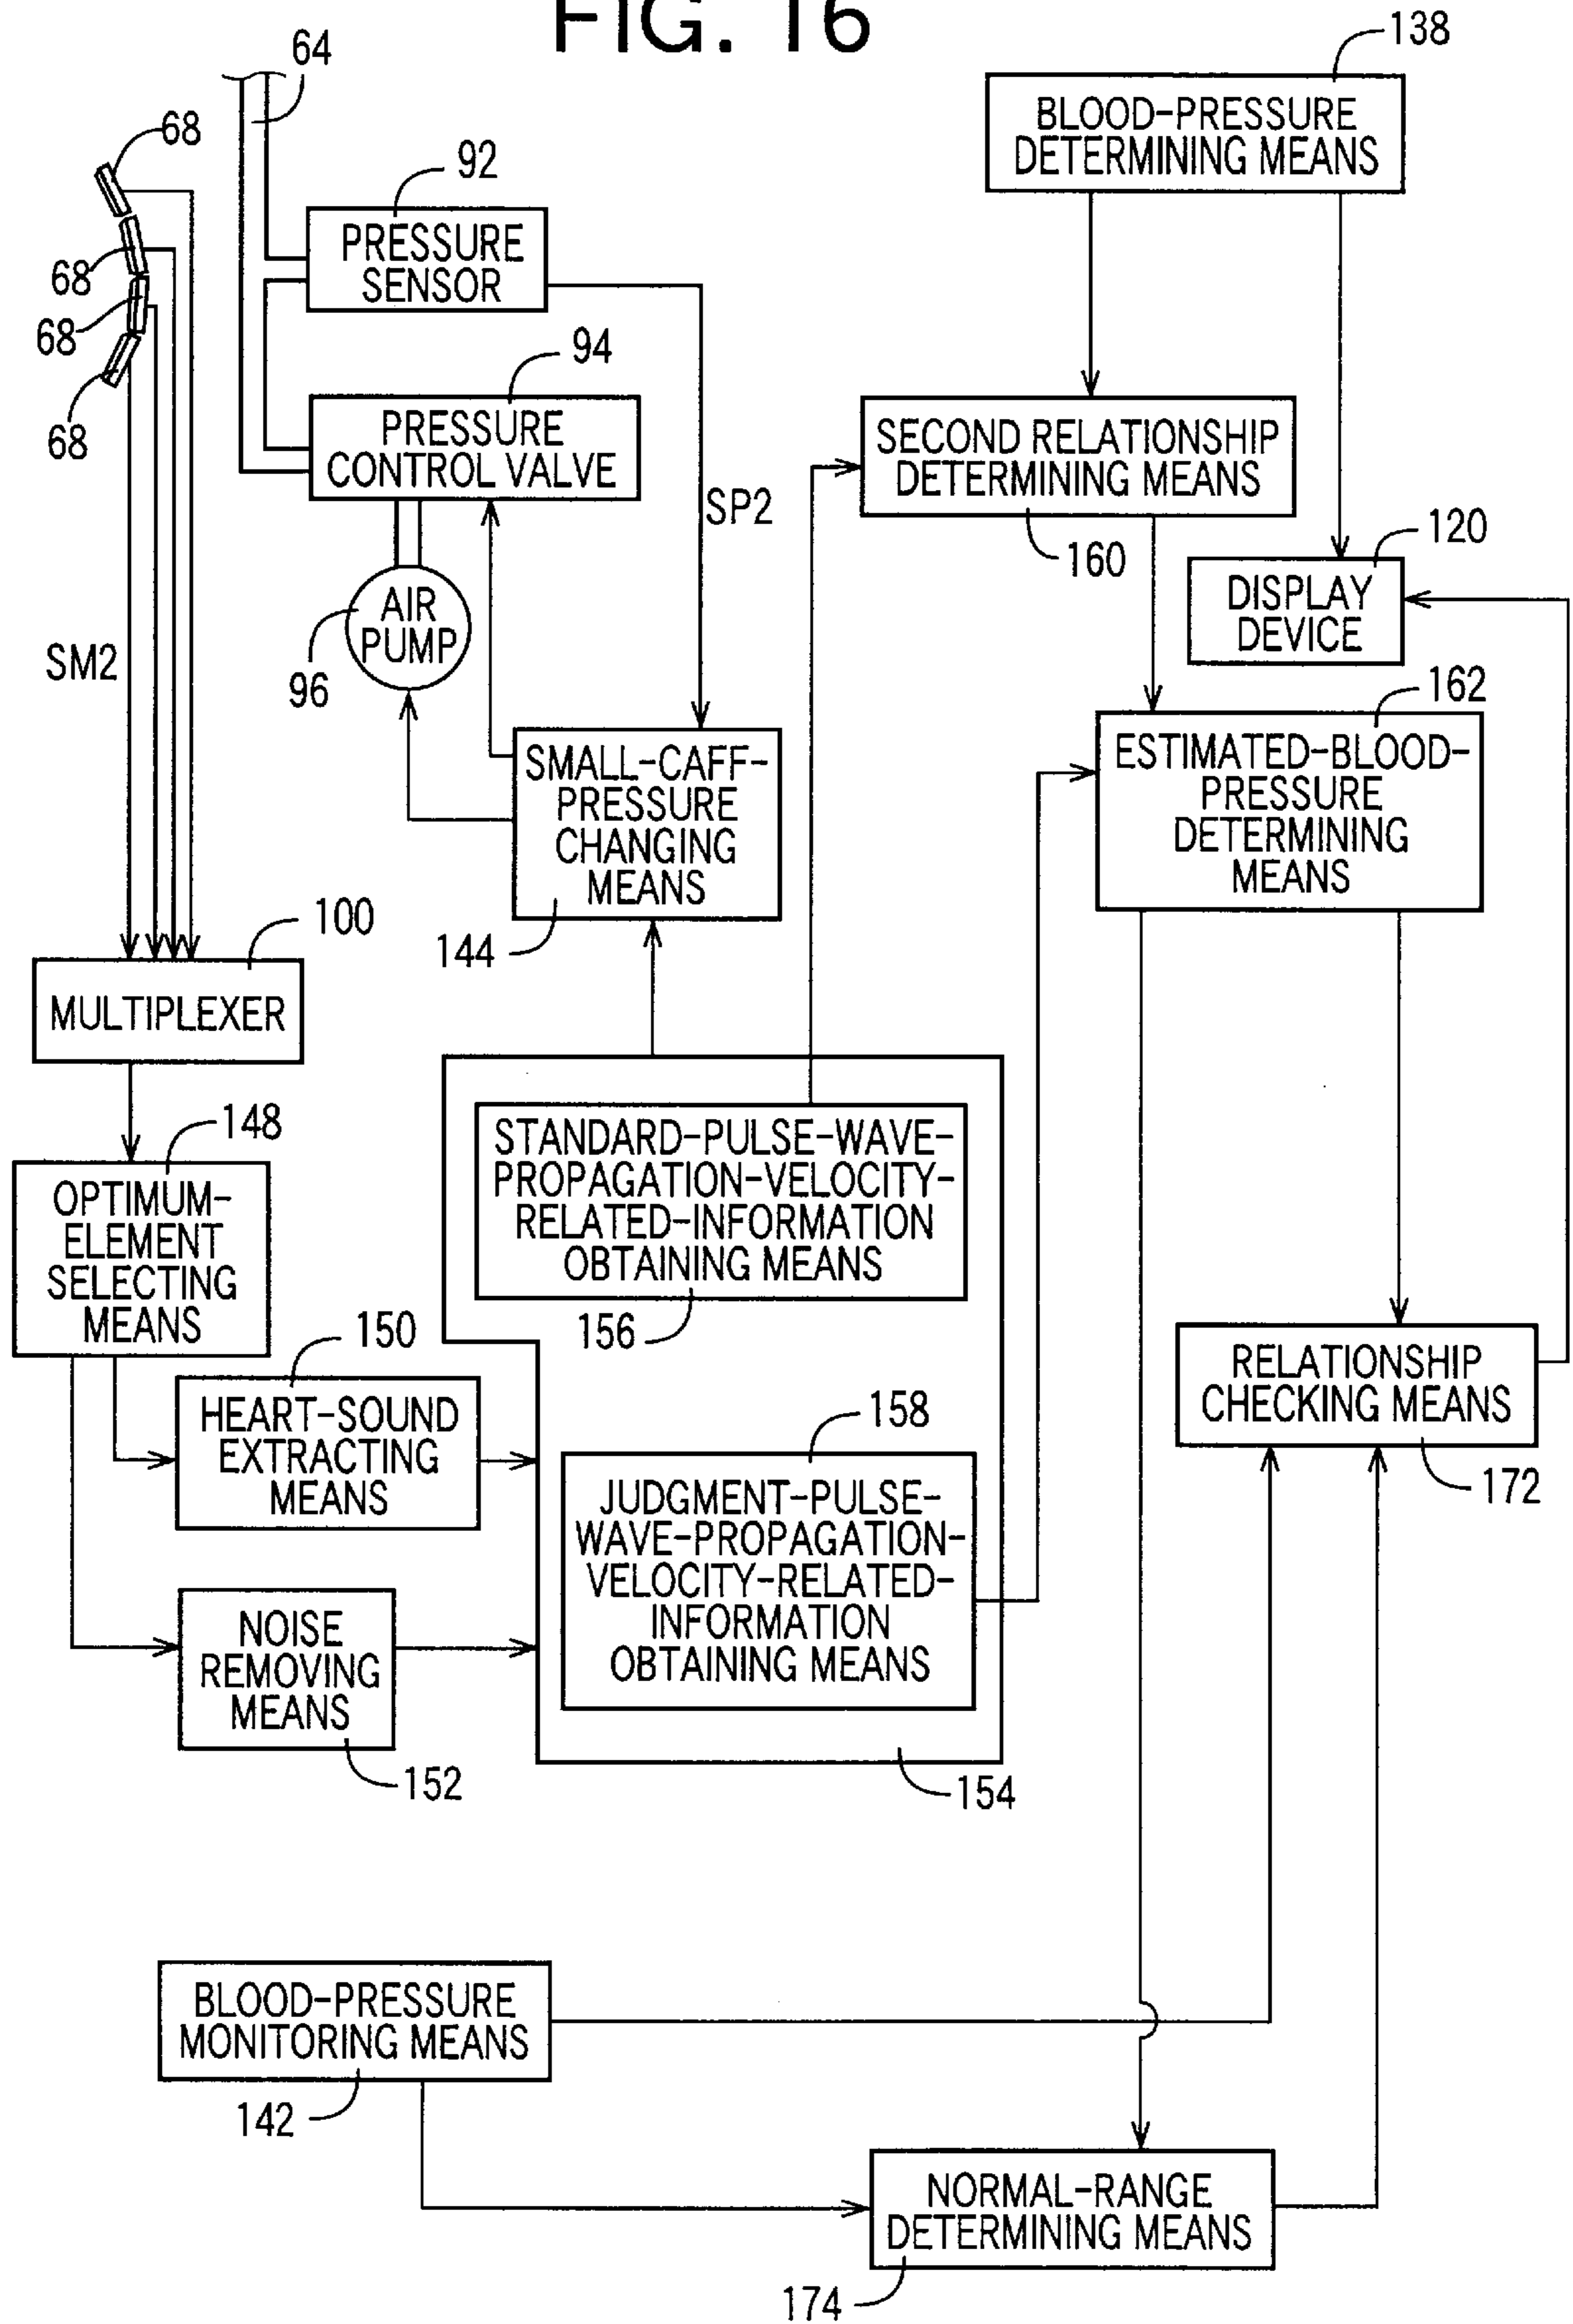 FIG. 16
64
138
BLOOD-PRESSURE
DETERMINING MEANS
68
92
PRESSURE
SENSOR
68
68
68
94
PRESSURE
CONTROL VALVE
SP2
SECOND RELATIONSHIP
DETERMINING MEANS
160
120
DISPLAY
DEVICE
AIR
PUMP
96
SM2
162
ESTIMATED-BLOOD-
PRESSURE
DETERMINING
MEANS
SMALL-CAFF-
PRESSURE
CHANGING
MEANS
144
100
MULTIPLEXER
148
OPTIMUM-
ELEMENT
SELECTING
MEANS
STANDARD-PULSE-WAVE-
PROPAGATION-VELOCITY-
RELATED-INFORMATION
OBTAINING MEANS
156
150
HEART-SOUND
EXTRACTING
MEANS
RELATIONSHIP
CHECKING MEANS
172
158
JUDGMENT-PULSE-
WAVE-PROPAGATION-
VELOCITY-RELATED-
INFORMATION
OBTAINING MEANS
NOISE
REMOVING
MEANS
152
154
BLOOD-PRESSURE
MONITORING MEANS
142
NORMAL-RANGE
DETERMINING MEANS
174